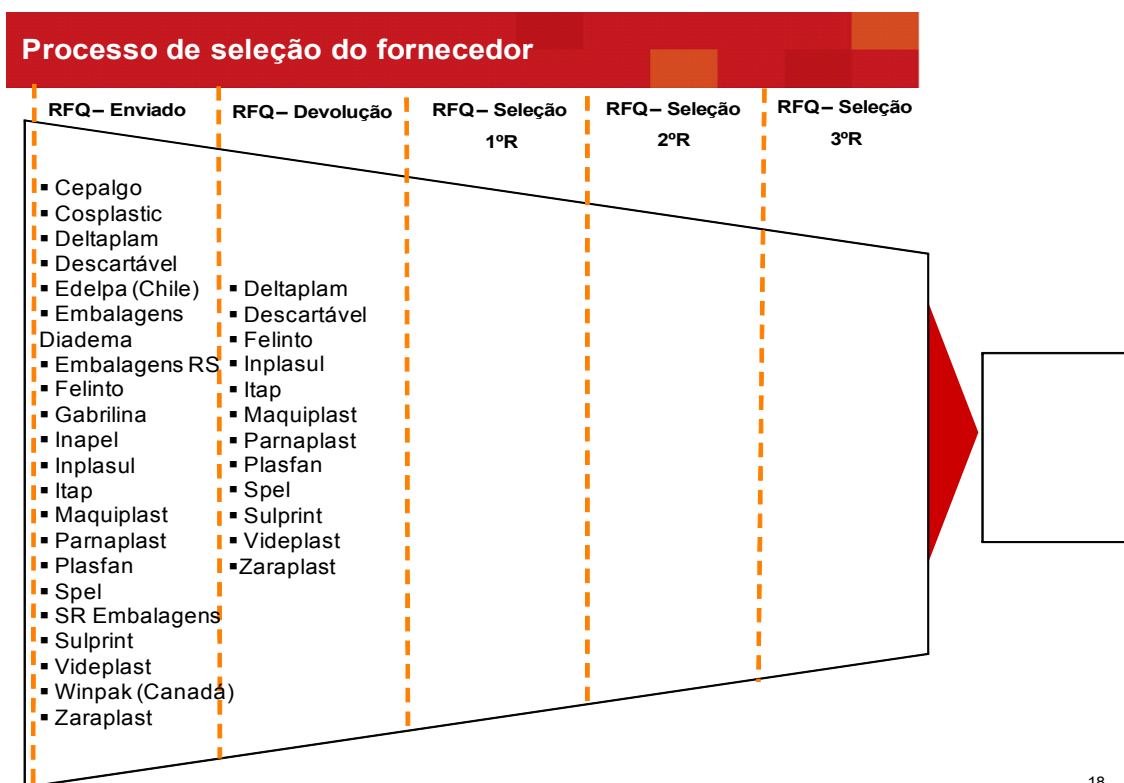 Processo de seleção do fornecedor
RFQ– Enviado
RFQ– Devolução
RFQ– Seleção
1ºR
RFQ– Seleção
2ºR
RFQ– Seleção
3ºR
▪ Cepalgo
▪ Cosplastic
▪ Deltaplam
▪ Descartável
▪ Edelpa (Chile)
▪ Embalagens
Diadema
▪ Embalagens RS
▪ Felinto
▪ Gabrilina
▪ Inapel
▪ Inplasul
▪ Itap
▪ Maquiplast
▪ Parnaplast
▪ Plasfan
▪ Spel
▪ SR Embalagens
▪ Sulprint
▪ Videplast
▪ Winpak (Canadá)
▪ Zaraplast
▪ Deltaplam
▪ Descartável
▪ Felinto
▪ Inplasul
▪ Itap
▪ Maquiplast
▪ Parnaplast
▪ Plasfan
▪ Spel
▪ Sulprint
▪ Videplast
▪Zaraplast
18